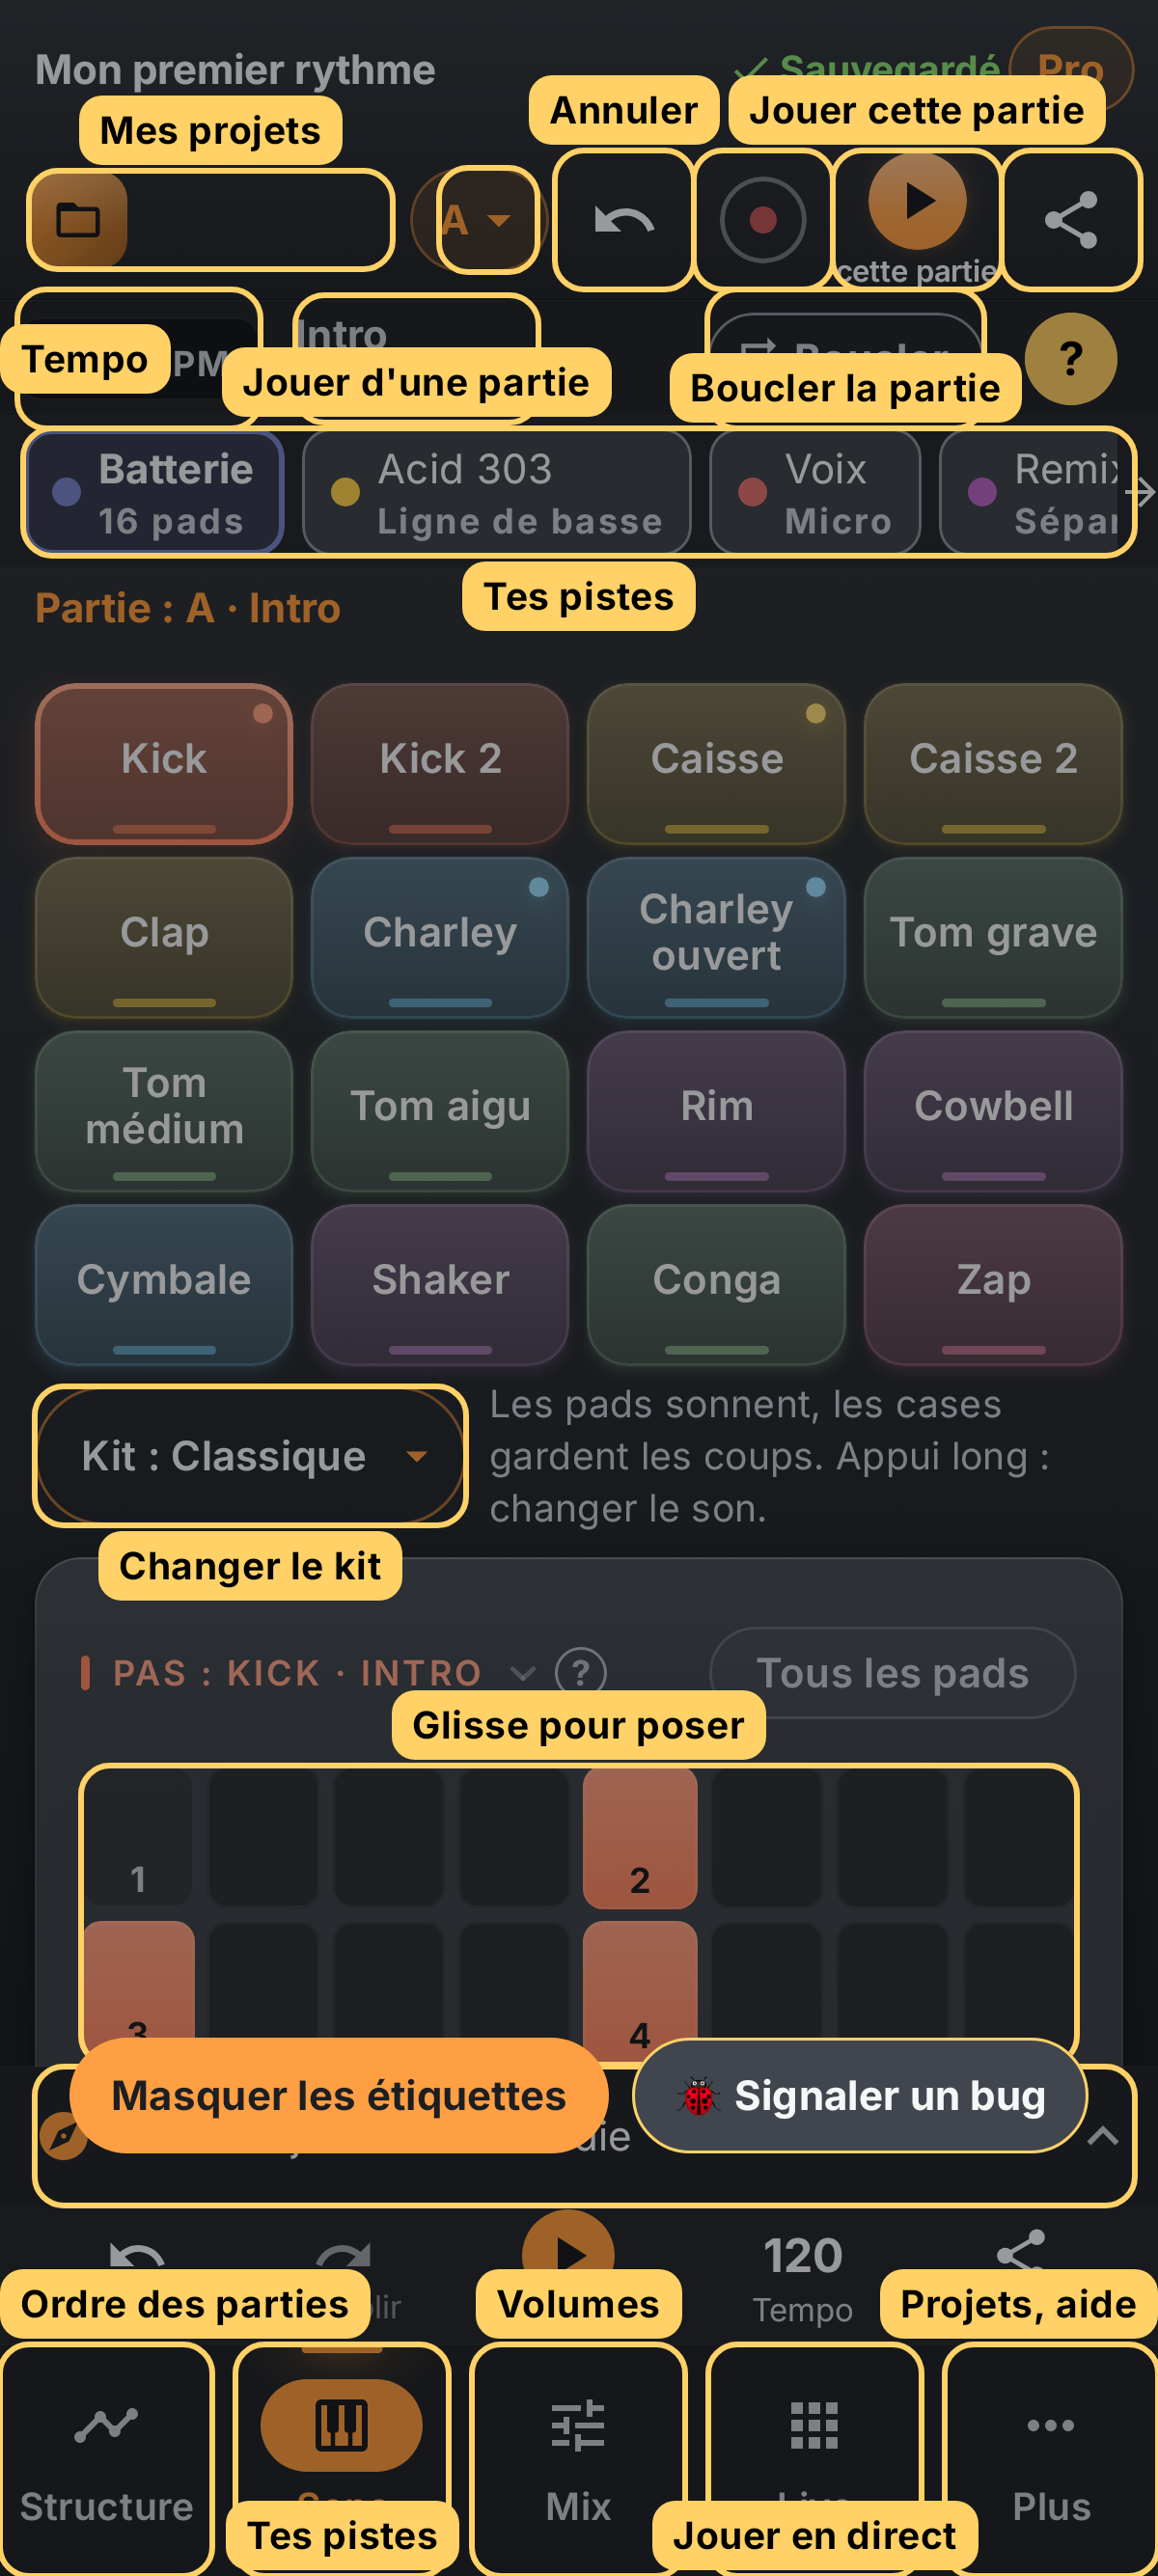 Mon premier rythme
Sauvegardé
Pro
Mes projets
Annuler
Jouer cette partie
A
cette partie
Tempo
PM
Intro
Jouer d'une partie
Boucler
Boucler la partie
?
Batterie
16 pads
Acid 303
Ligne de basse
Voix
Micro
Remix
Sépar
Tes pistes
Partie : A · Intro
Kick
Kick 2
Caisse
Caisse 2
Clap
Charley
Charley
ouvert
Tom grave
Tom
médium
Tom aigu
Rim
Cowbell
Cymbale
Shaker
Conga
Zap
Kit : Classique
Les pads sonnent, les cases
gardent les coups. Appui long :
changer le son.
Changer le kit
PAS : KICK · INTRO
?
Tous les pads
Glisse pour poser
1
2
3
4
Masquer les étiquettes
🐞 Signaler un bug
die
120
Tempo
lir
Ordre des parties
Volumes
Projets, aide
Structure
Mix
Plus
Tes pistes
Jouer en direct